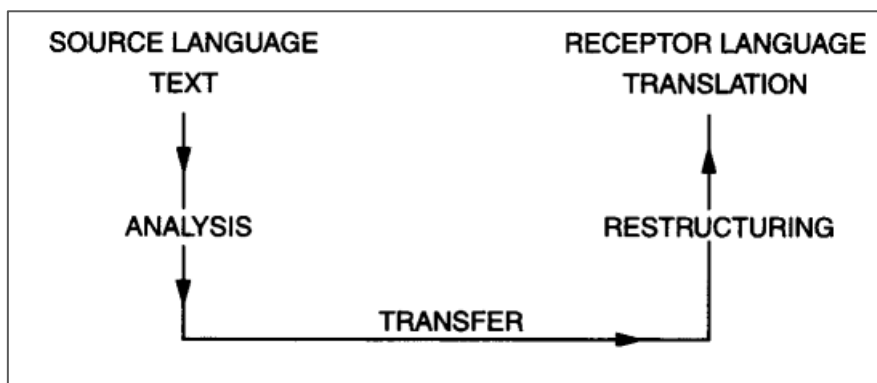 SOURCE LANGUAGE
TEXT
RECEPTOR LANGUAGE
TRANSLATION
ANALYSIS
RESTRUCTURING
TRANSFER